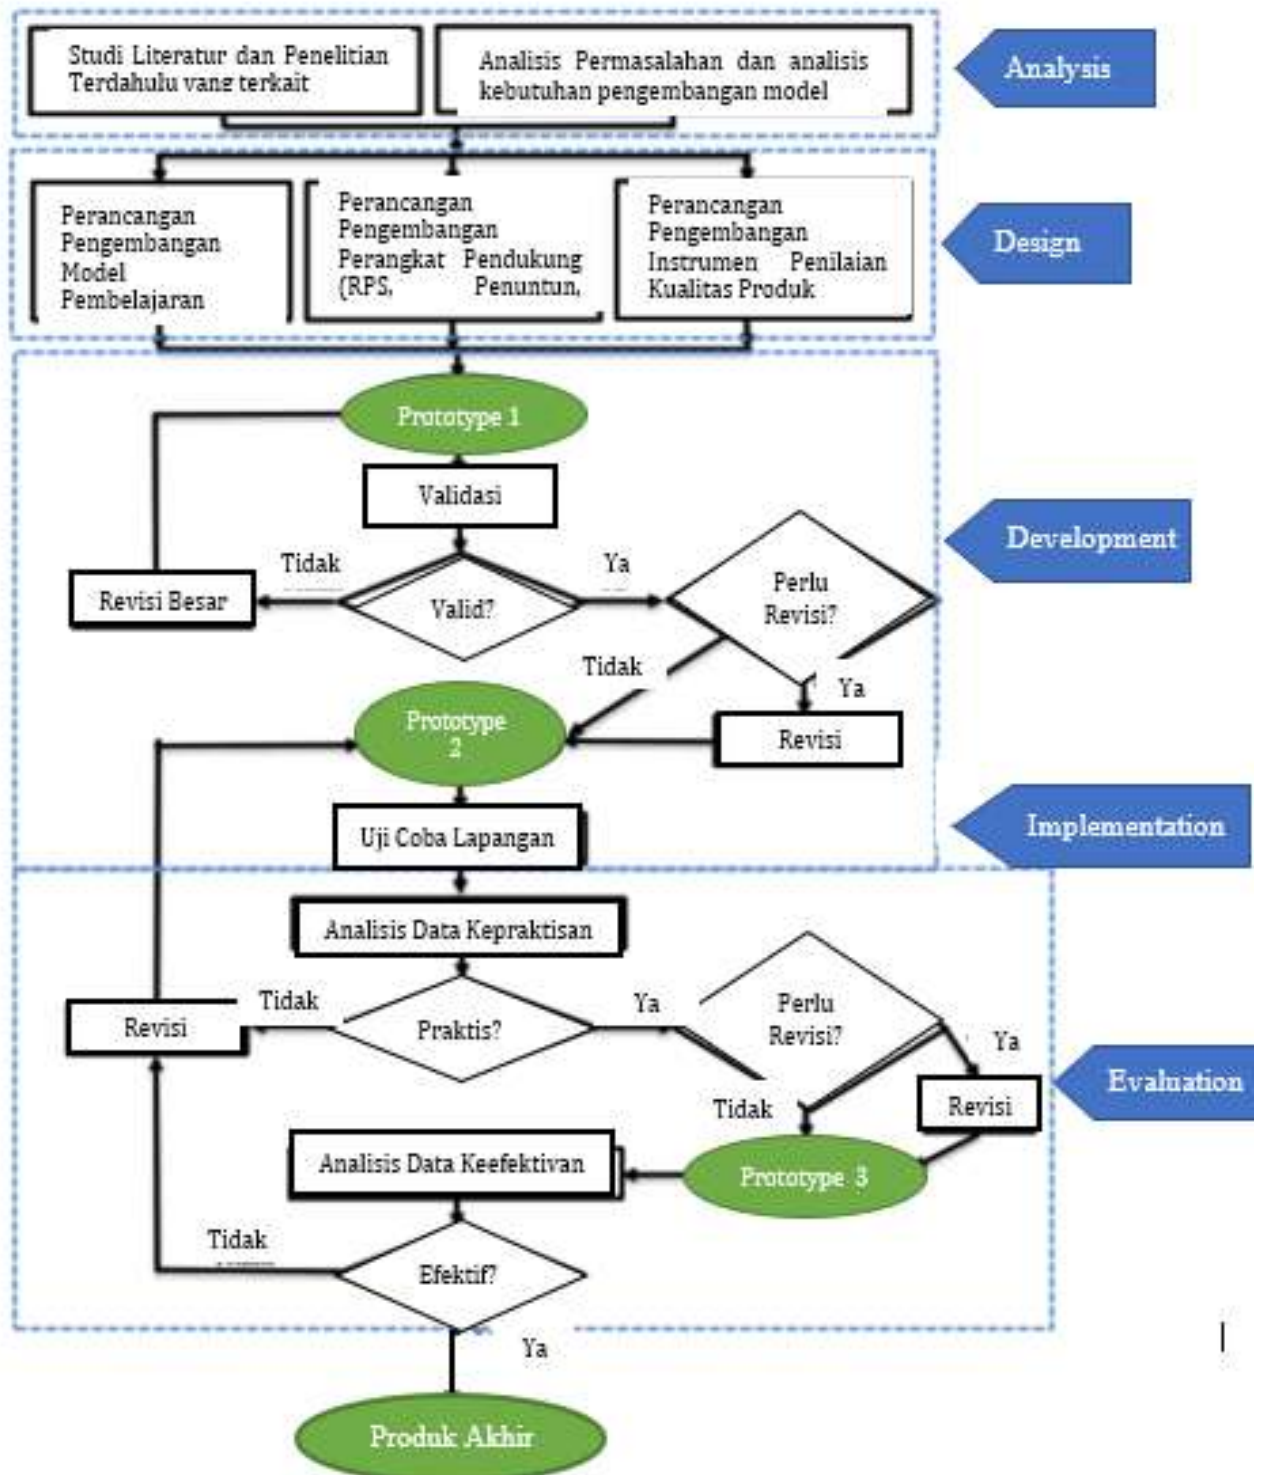 Studi Literatur dan Penelitian
Terdahulu yang terkait
Analisis Permasalahan dan analisis
kebutuhan pengembangan model
Analysis
Perancangan
Pengembangan
Model
Pembelajaran
Perancangan
Pengembangan
Perangkat Pendukung
(RPS, Penuntun,
Perancangan
Pengembangan
Instrumen Penilaian
Kualitas Produk
Design
Prototype 1
Validasi
Tidak
Ya
Revisi Besar
Valid?
Perlu
Revisi?
Development
Tidak
Ya
Prototype
2
Revisi
Uji Coba Lapangan
Implementation
Analisis Data Kepraktisan
Tidak
Ya
Revisi
Praktis?
Perlu
Revisi?
Ya
Evaluation
Tidak
Revisi
Analisis Data Keefektivan
Prototype 3
Tidak
Efektif?
Ya
Produk Akhir